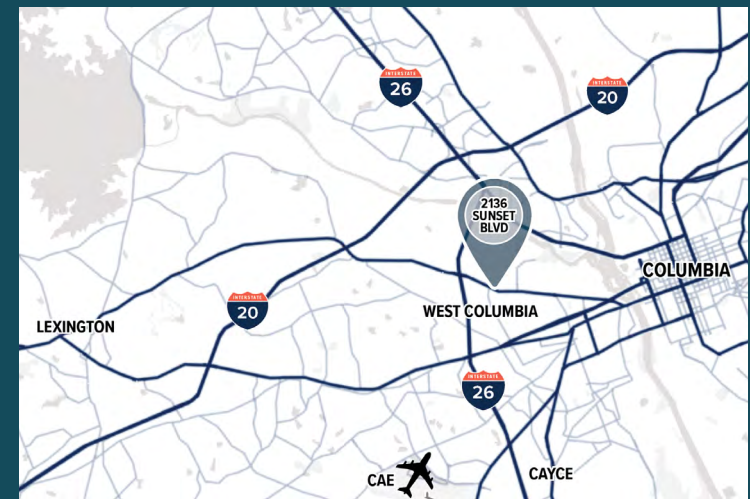 INTERSTATE
26
INTERSTATE
20
2136
SUNSET
BLVD
COLUMBIA
INTERSTATE
20
WEST COLUMBIA
LEXINGTON
INTERSTATE
26
CAE
CAYCE